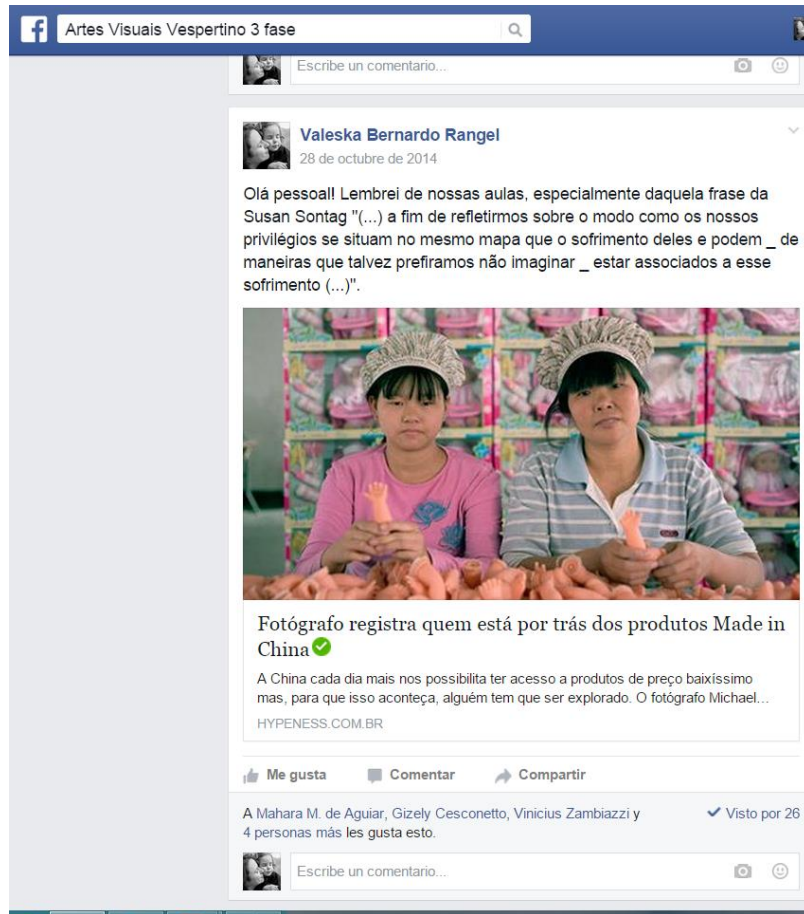 Artes Visuais Vespertino 3 fase
Escribe un comentario...
Valeska Bernardo Rangel
28 de octubre de 2014
Olá pessoal! Lembrei de nossas aulas, especialmente daquela frase da
Susan Sontag "(...) a fim de refletirmos sobre o modo como os nossos
privilégios se situam no mesmo mapa que o sofrimento deles e podem _ de
maneiras que talvez prefiramos não imaginar _ estar associados a esse
sofrimento (...)".
Fotógrafo registra quem está por trás dos produtos Made in
China
A China cada dia mais nos possibilita ter acesso a produtos de preço baixíssimo
mas, para que isso aconteça, alguém tem que ser explorado. O fotógrafo Michael...
HYPENESS.COM.BR
Me gusta Comentar Compartir
A Mahara M. de Aguiar, Gizely Cesconetto, Vinicius Zambiazzi y
4 personas más les gusta esto.
Visto por 26
Escribe un comentario...